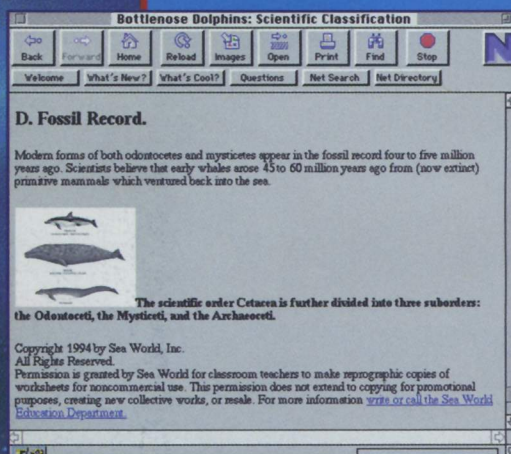 Bottlenose Dolphins: Scientific Classification
Back Forward Home Reload Images Open Print Find Stop
N
Welcome What's New? What's Cool? Questions Net Search Net Directory
D. Fossil Record.
Modern forms of both odontocetes and mysticetes appear in the fossil record four to five million
years ago. Scientists believe that early whales arose 45 to 60 million years ago from (now extinct)
primitive mammals which ventured back into the sea.
The scientific order Cetacea is further divided into three suborders:
the Odontoceti, the Mysticeti, and the Archaeoceti.
Copyright 1994 by Sea World, Inc.
All Rights Reserved.
Permission is granted by Sea World for classroom teachers to make reprographic copies of
worksheets for noncommercial use. This permission does not extend to copying for promotional
purposes, creating new collective works, or resale. For more information write or call the Sea World
Education Department.